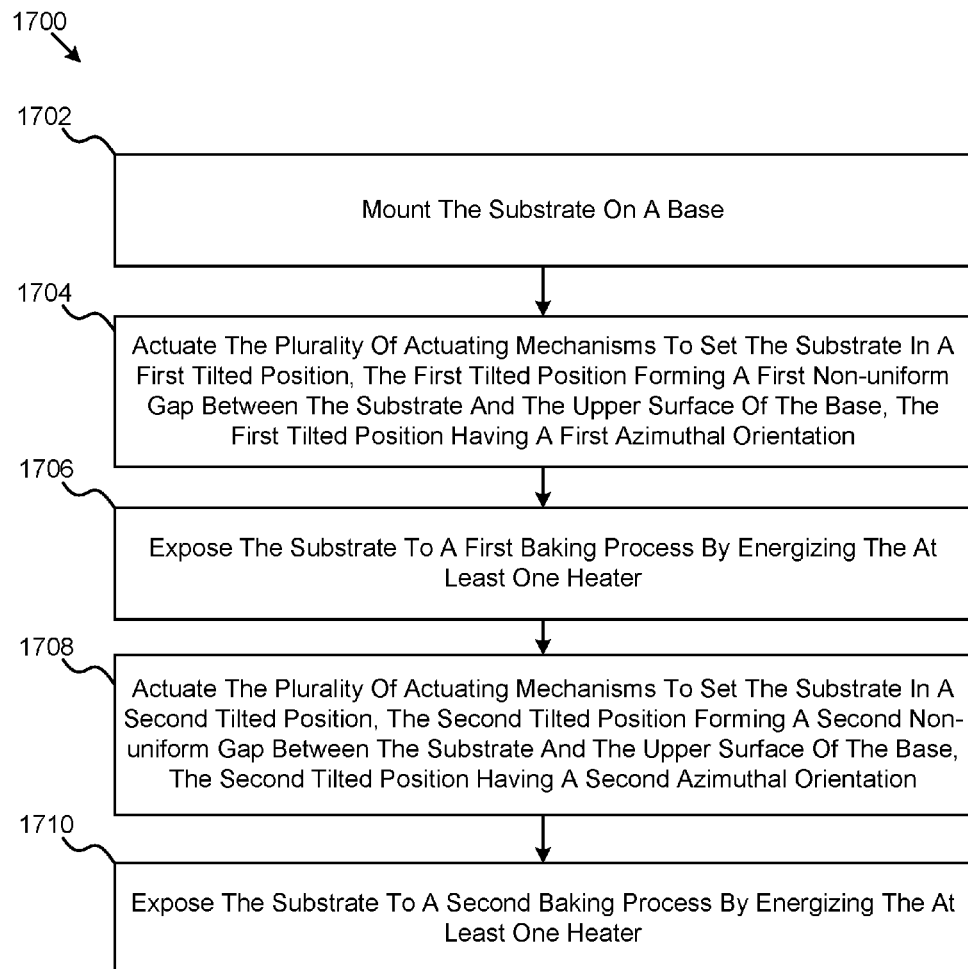 1700
1702
Mount The Substrate On A Base
1704
Actuate The Plurality Of Actuating Mechanisms To Set The Substrate In A
First Tilted Position, The First Tilted Position Forming A First Non-uniform
Gap Between The Substrate And The Upper Surface Of The Base, The
First Tilted Position Having A First Azimuthal Orientation
1706
Expose The Substrate To A First Baking Process By Energizing The At
Least One Heater
1708
Actuate The Plurality Of Actuating Mechanisms To Set The Substrate In A
Second Tilted Position, The Second Tilted Position Forming A Second Non-
uniform Gap Between The Substrate And The Upper Surface Of The Base,
The Second Tilted Position Having A Second Azimuthal Orientation
1710
Expose The Substrate To A Second Baking Process By Energizing The At
Least One Heater